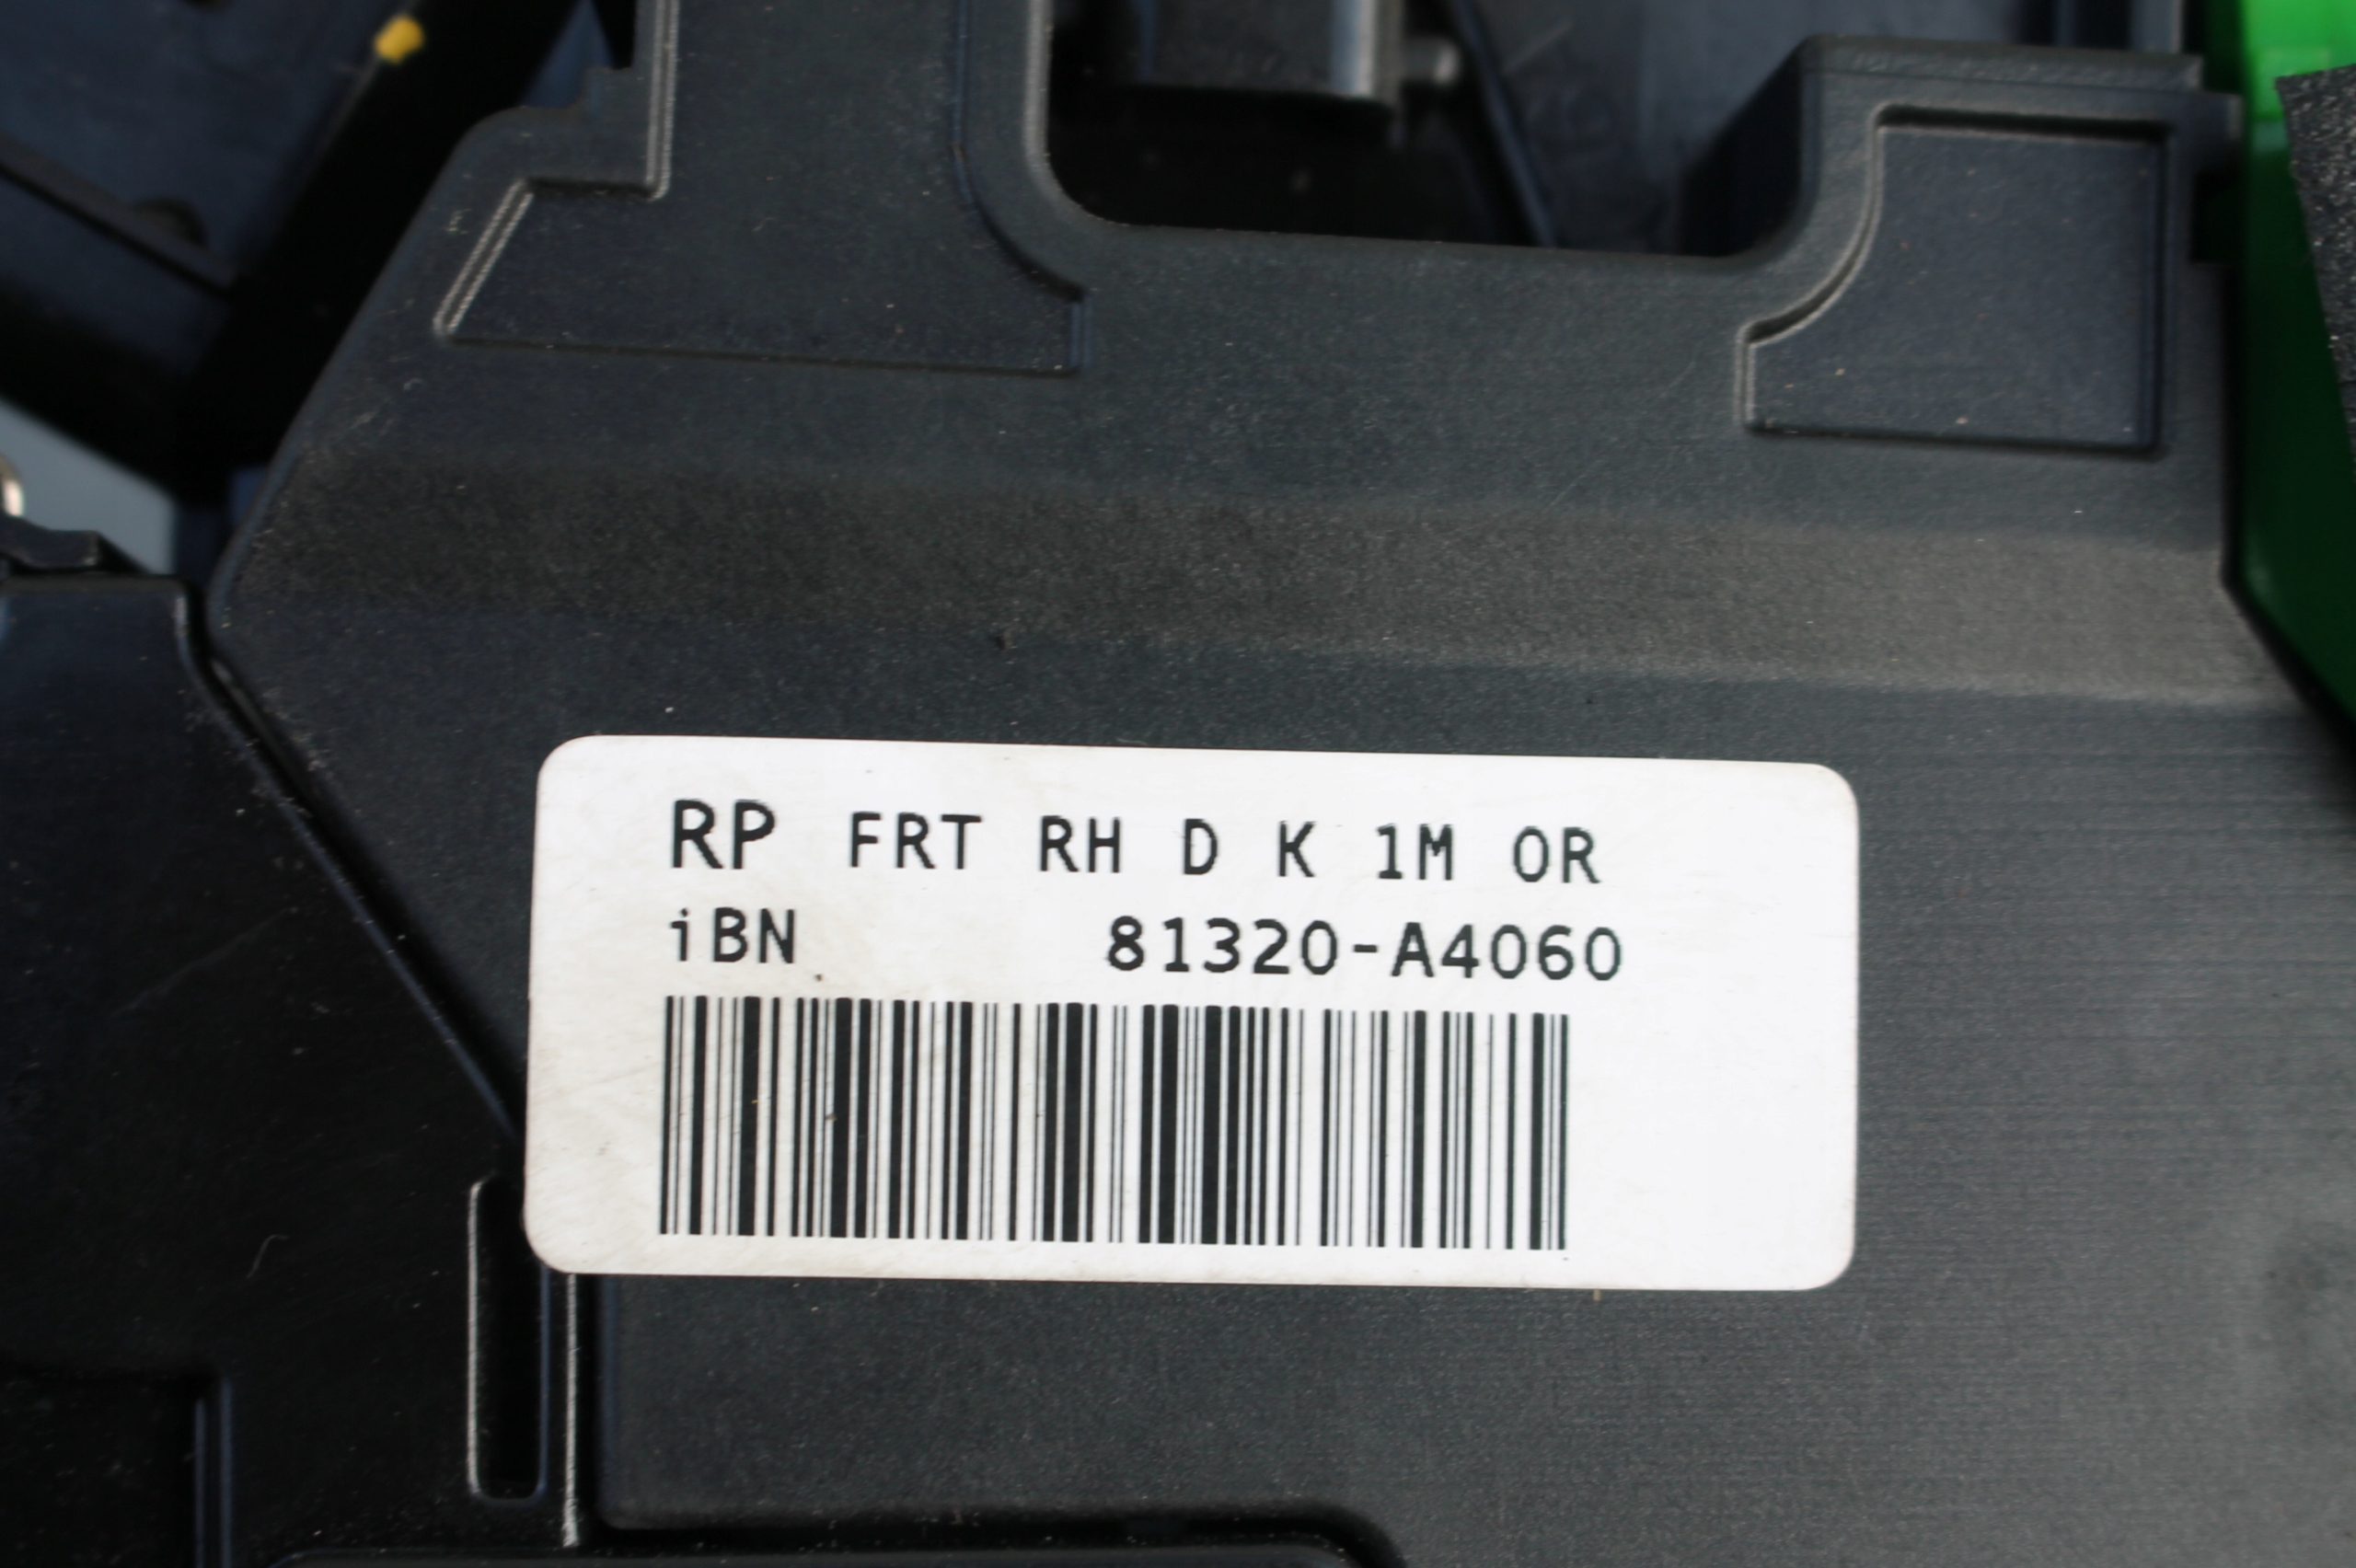 RP FRT RH D K 1M OR
iBN 81320-A4060